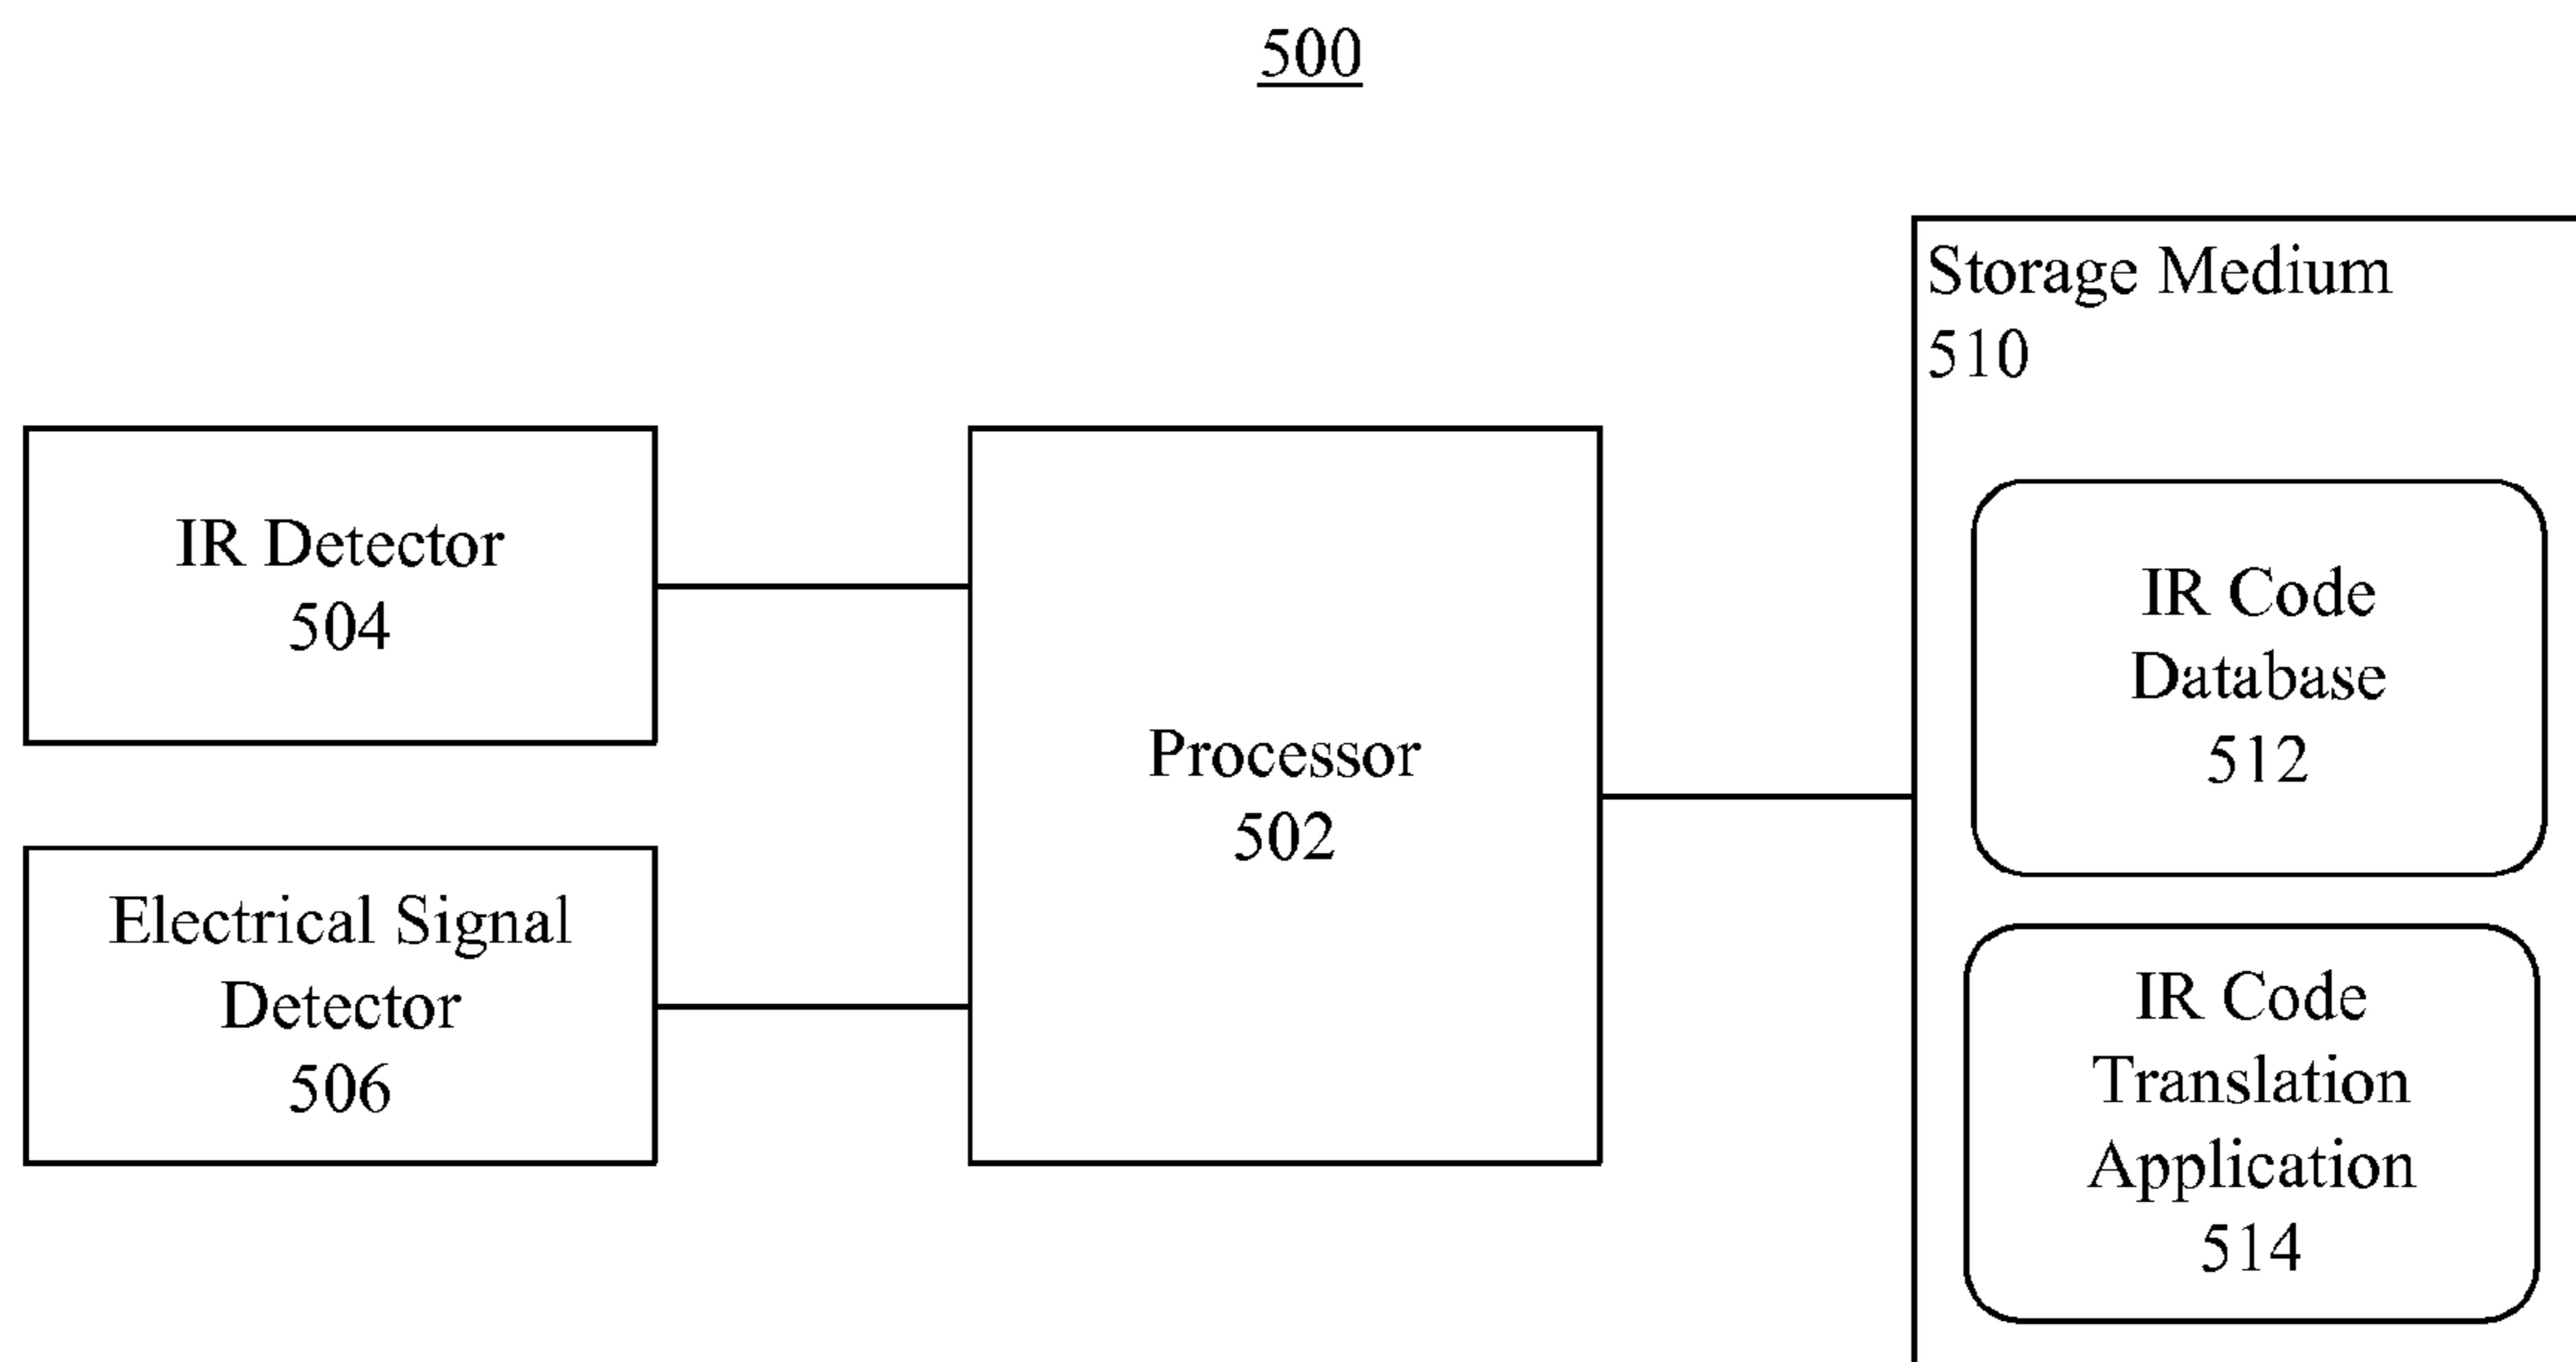 500
Storage Medium
510
IR Detector
504
Electrical Signal
Detector
506
Processor
502
IR Code
Database
512
IR Code
Translation
Application
514